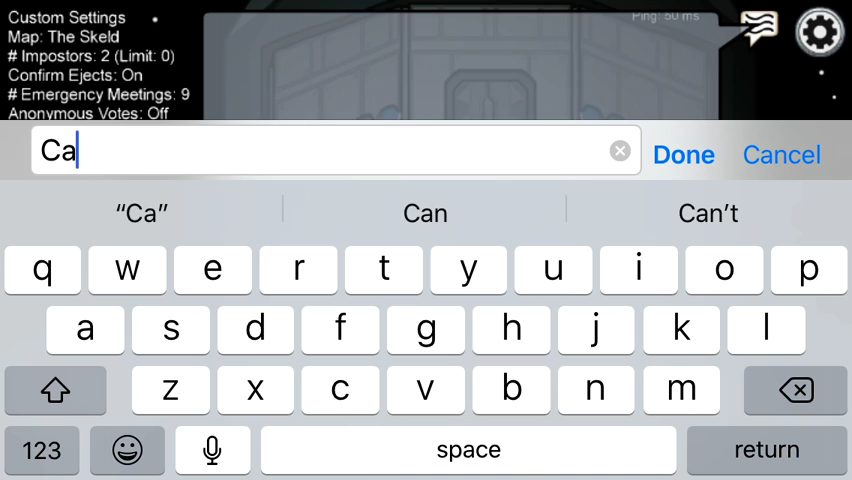 Custom Settings
Map: The Skeld
# Impostors: 2 (Limit: 0)
Confirm Ejects: On
# Emergency Meetings: 9
Anonymous Votes: Off
Ping: 50 ms
Ca
Done
Cancel
“Ca”
Can
Can’t
q w e r t y u i o p
a s d f g h j k l
z x c v b n m
123
space
return